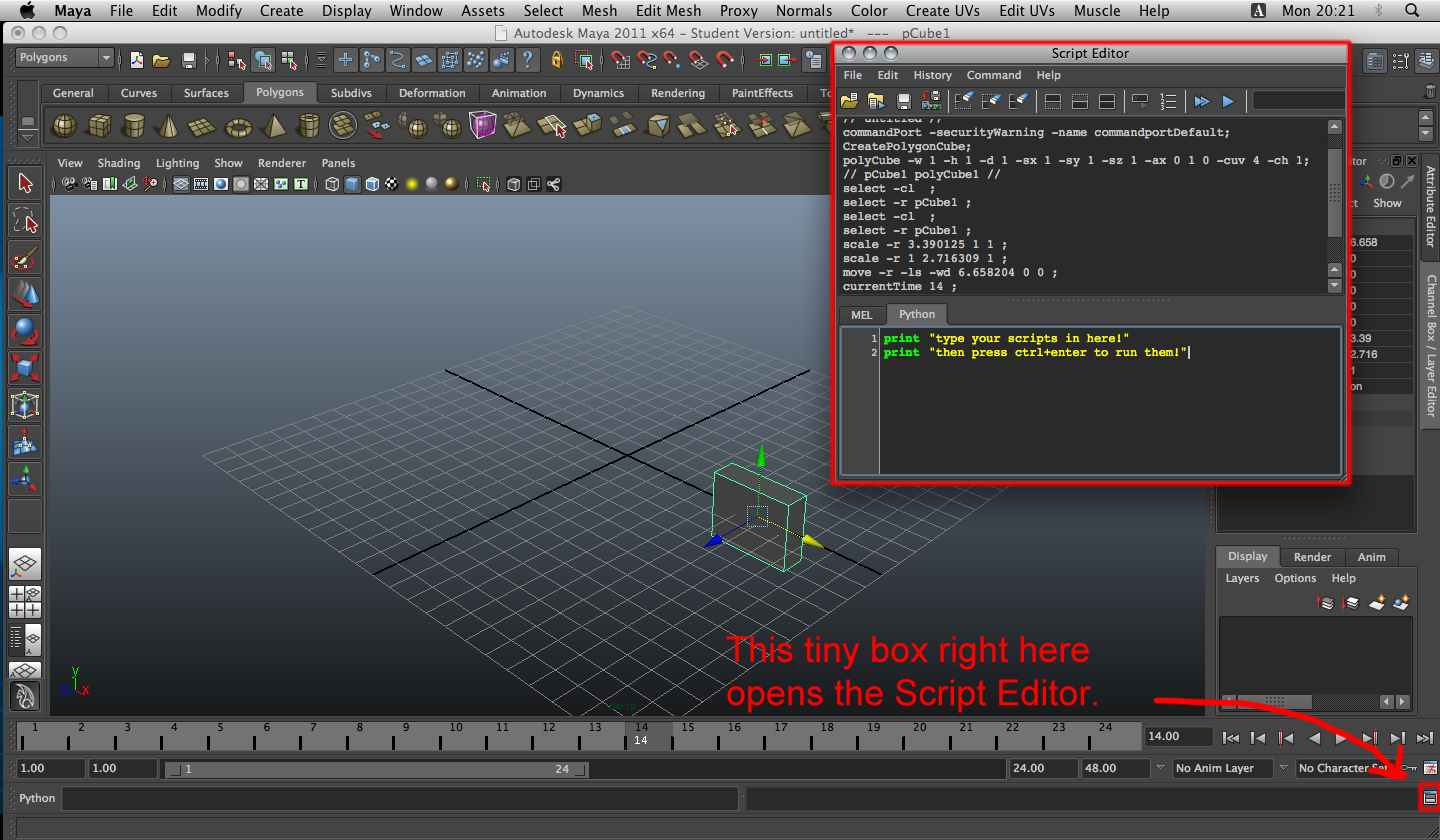 Maya File Edit Modify Create Display Window Assets Select Mesh Edit Mesh Proxy Normals Color Create UVs Edit UVs Muscle Help A Mon 20:21
Autodesk Maya 2011 x64 - Student Version: untitled* --- pCube1
Polygons
General Curves Surfaces Polygons Subdivs Deformation Animation Dynamics Rendering PaintEffects To
View Shading Lighting Show Renderer Panels
Script Editor
File Edit History Command Help
// untitled //
commandPort -securityWarning -name commandportDefault;
CreatePolygonCube;
polyCube -w 1 -h 1 -d 1 -sx 1 -sy 1 -sz 1 -ax 0 1 0 -cuv 4 -ch 1;
// pCube1 polyCube1 //
select -cl  ;
select -r pCube1 ;
select -cl  ;
select -r pCube1 ;
scale -r 3.390125 1 1 ;
scale -r 1 2.716309 1 ;
move -r -ls -wd 6.658204 0 0 ;
currentTime 14 ;
MEL Python
1 print "type your scripts in here!"
2 print "then press ctrl+enter to run them!"
itor
ct Show
6.658
0
0
0
0
0
3.39
2.716
1
on
Attribute Editor
Channel Box / Layer Editor
Display Render Anim
Layers Options Help
This tiny box right here
opens the Script Editor.
y
x
persp
1 2 3 4 5 6 7 8 9 10 11 12 13 14 15 16 17 18 19 20 21 22 23 24
14
14.00
1.00 1.00 1 24 24.00 48.00 No Anim Layer No Character Se
Python